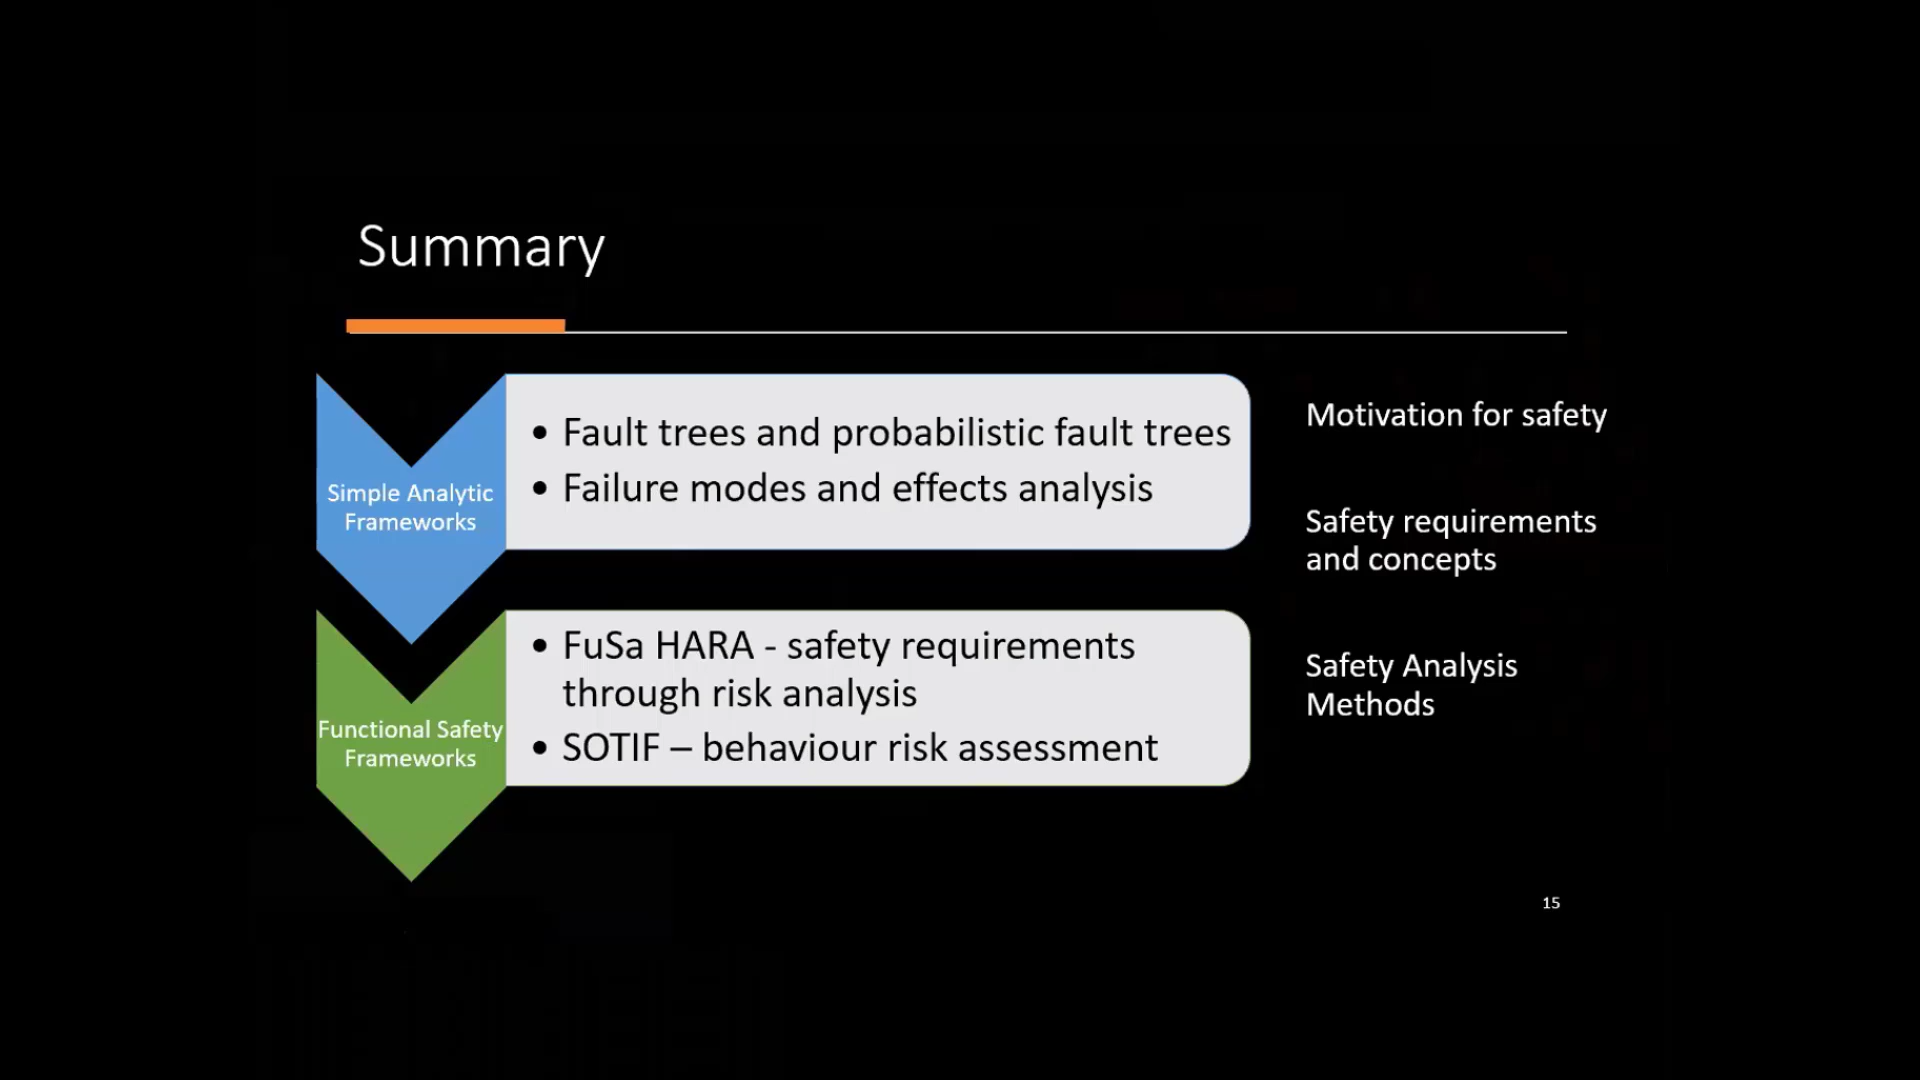 Summary
Simple Analytic
Frameworks
• Fault trees and probabilistic fault trees
• Failure modes and effects analysis
Functional Safety
Frameworks
• FuSa HARA - safety requirements
through risk analysis
• SOTIF – behaviour risk assessment
Motivation for safety
Safety requirements
and concepts
Safety Analysis
Methods
15